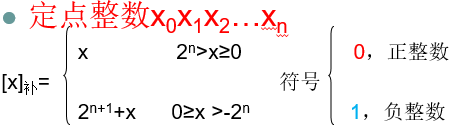 ● 定点整数x₀x₁x₂…xₙ
x 2ⁿ>x≥0 0，正整数
[x]补= 符号
2ⁿ⁺¹+x 0≥x >-2ⁿ 1，负整数